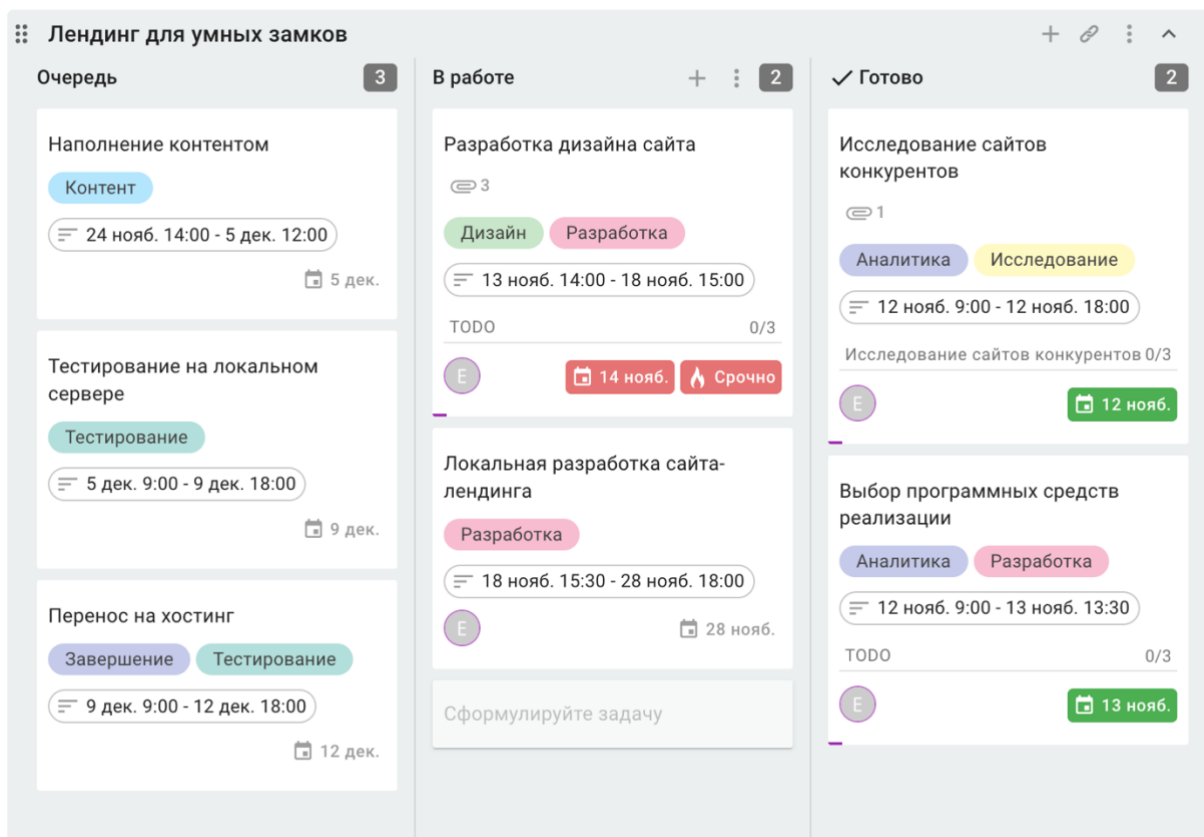 Лендинг для умных замков
Очередь 3
Наполнение контентом
Контент
24 нояб. 14:00 - 5 дек. 12:00
5 дек.
Тестирование на локальном
сервере
Тестирование
5 дек. 9:00 - 9 дек. 18:00
9 дек.
Перенос на хостинг
Завершение Тестирование
9 дек. 9:00 - 12 дек. 18:00
12 дек.
В работе 2
Разработка дизайна сайта
3
Дизайн Разработка
13 нояб. 14:00 - 18 нояб. 15:00
TODO 0/3
E 14 нояб. Срочно
Локальная разработка сайта-
лендинга
Разработка
18 нояб. 15:30 - 28 нояб. 18:00
E 28 нояб.
Сформулируйте задачу
Готово 2
Исследование сайтов
конкурентов
1
Аналитика Исследование
12 нояб. 9:00 - 12 нояб. 18:00
Исследование сайтов конкурентов 0/3
E 12 нояб.
Выбор программных средств
реализации
Аналитика Разработка
12 нояб. 9:00 - 13 нояб. 13:30
TODO 0/3
E 13 нояб.